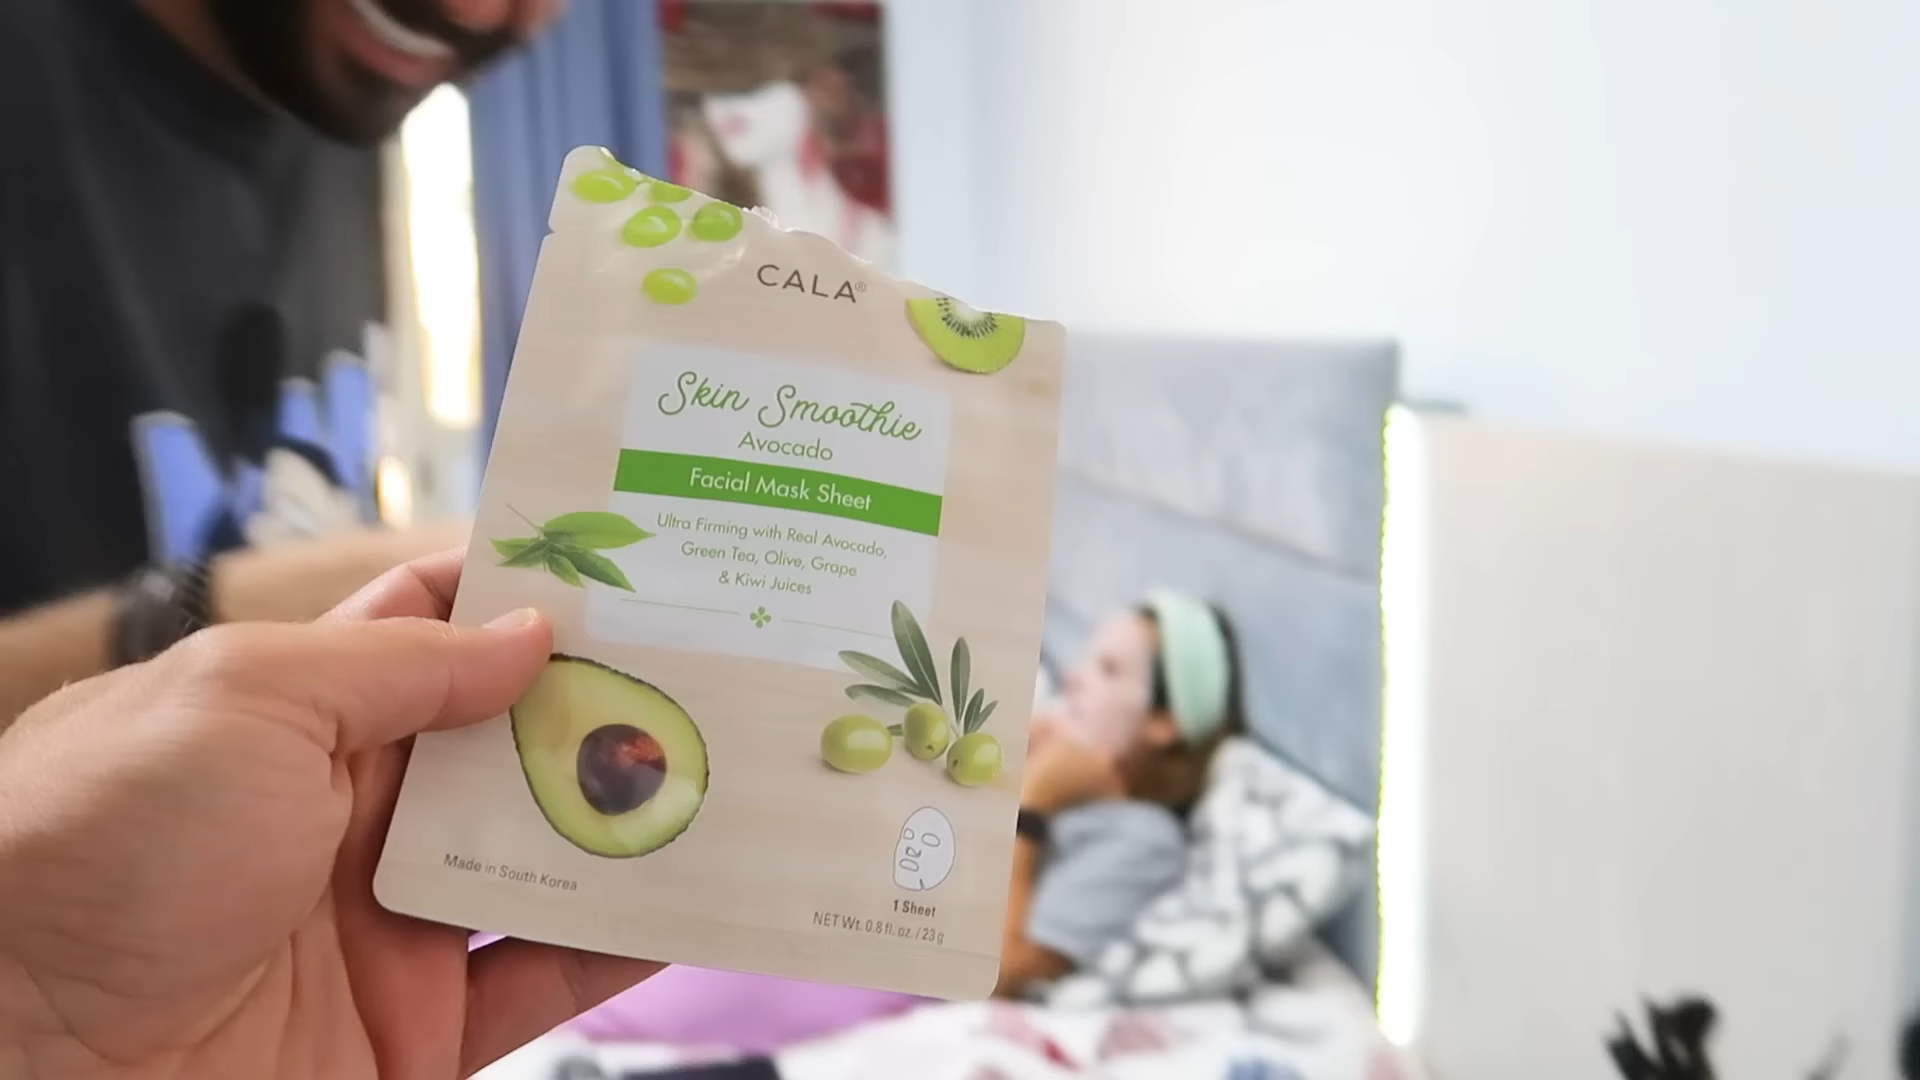 CALA®
Skin Smoothie
Avocado
Facial Mask Sheet
Ultra Firming with Real Avocado,
Green Tea, Olive, Grape
& Kiwi Juices
Made in South Korea
1 Sheet
NET Wt. 0.8 fl. oz. / 23 g